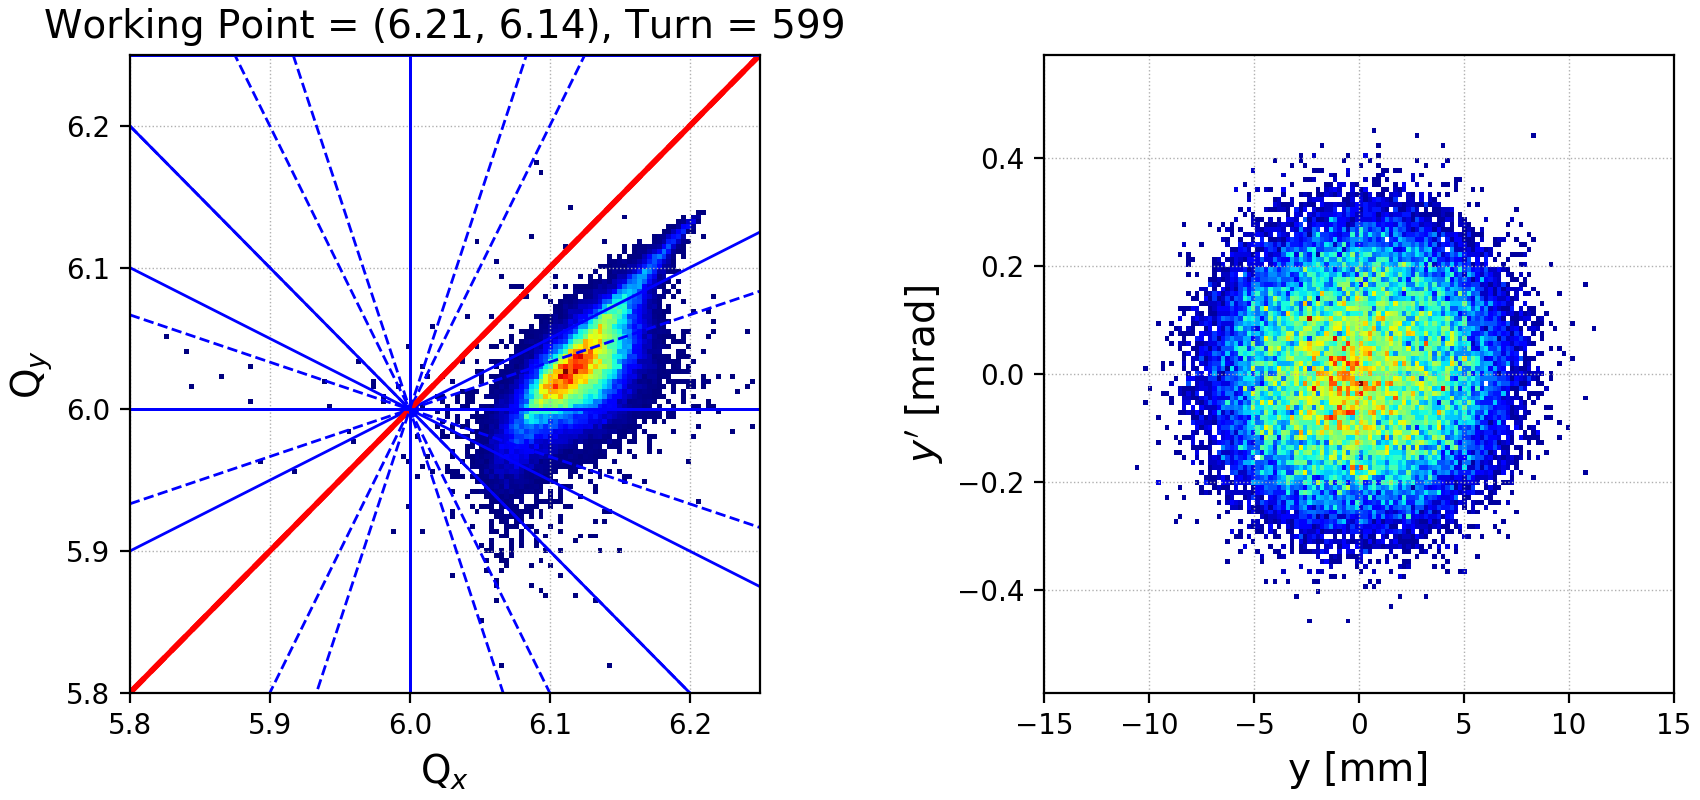 Working Point = (6.21, 6.14), Turn = 599
6.2
6.1
6.0
5.9
5.8
Q_y
5.8 5.9 6.0 6.1 6.2
Q_x
0.4
0.2
0.0
−0.2
−0.4
y′ [mrad]
−15 −10 −5 0 5 10 15
y [mm]